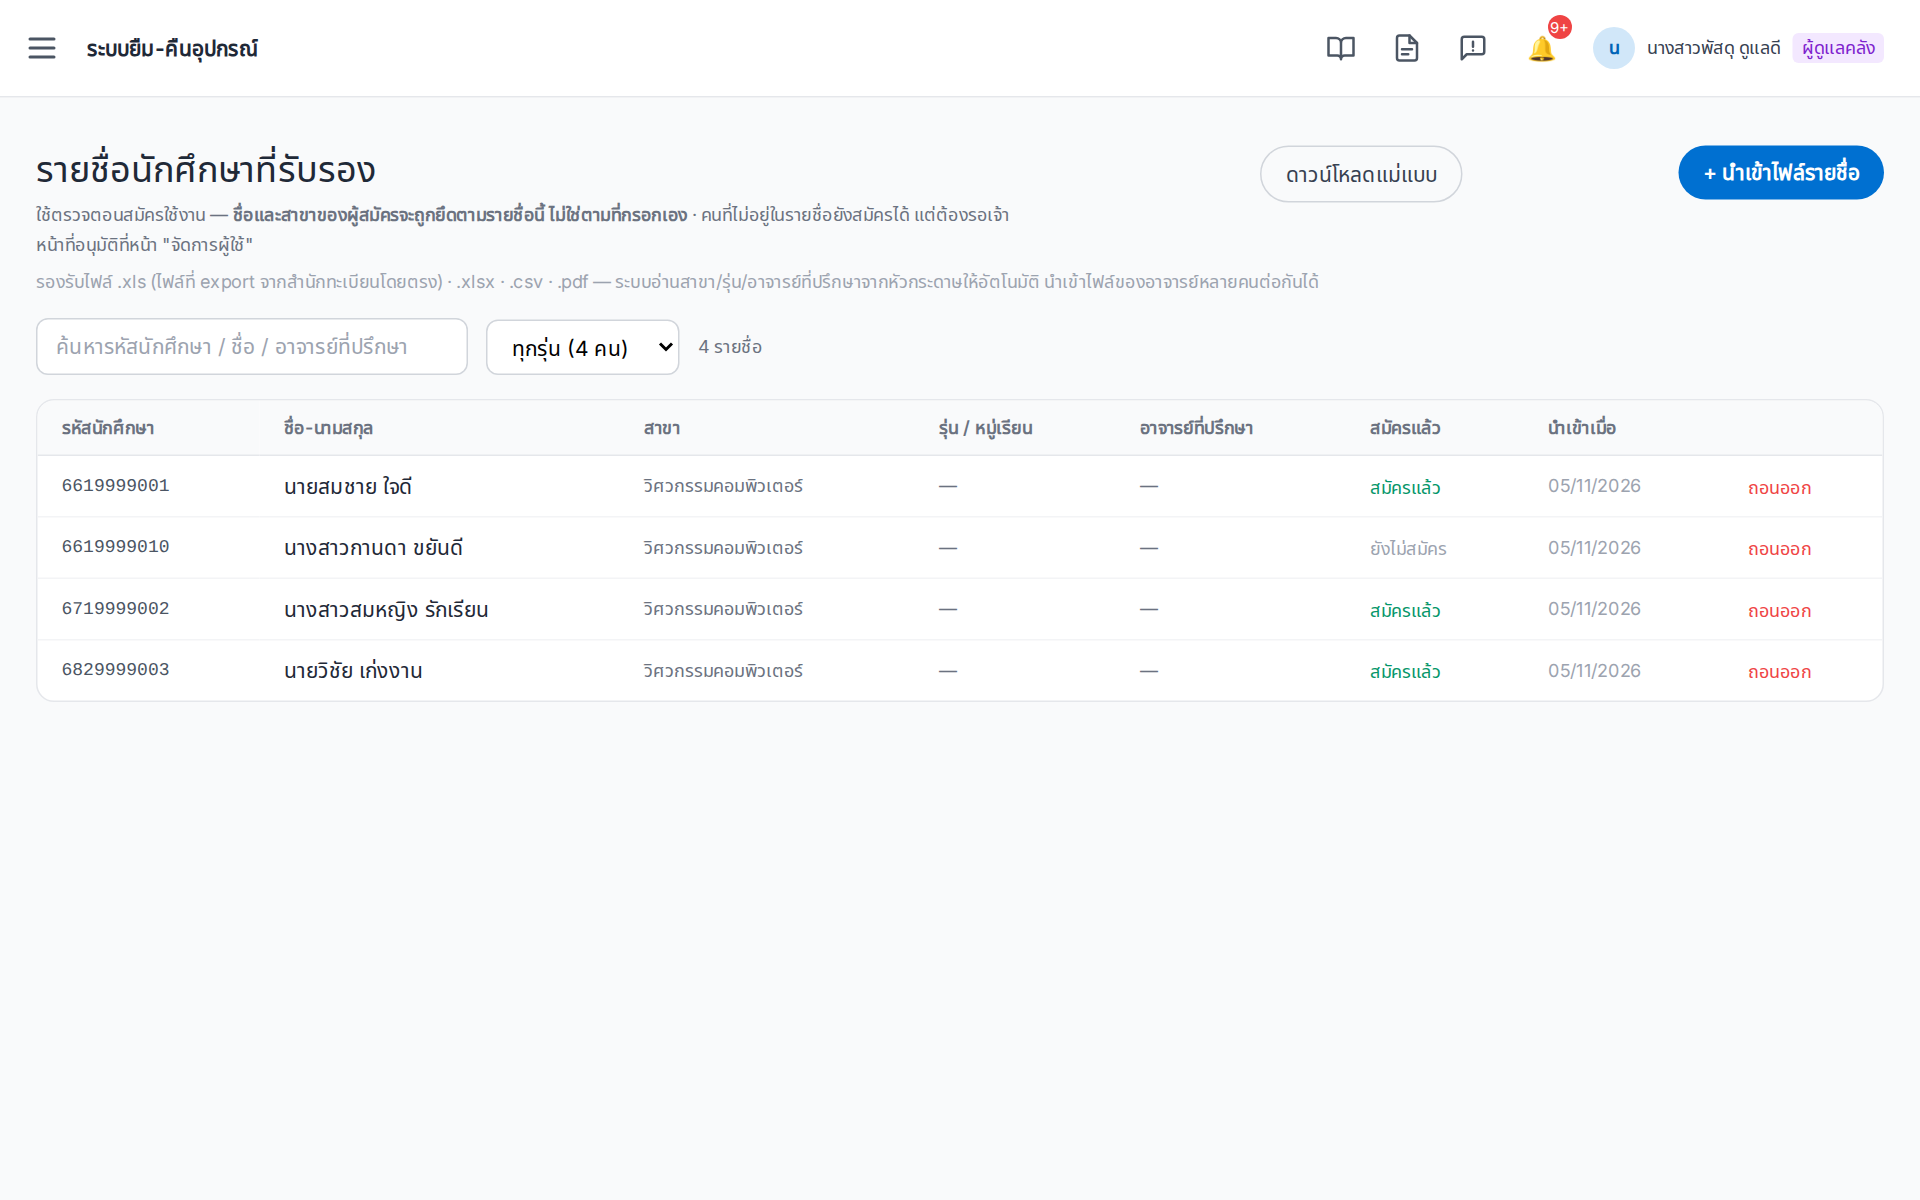 ระบบยืม-คืนอุปกรณ์
9+
น นางสาวพัสดุ ดูแลดี ผู้ดูแลคลัง
รายชื่อนักศึกษาที่รับรอง
ดาวน์โหลดแม่แบบ
+ นำเข้าไฟล์รายชื่อ
ใช้ตรวจตอนสมัครใช้งาน — ชื่อและสาขาของผู้สมัครจะถูกยึดตามรายชื่อนี้ ไม่ใช่ตามที่กรอกเอง · คนที่ไม่อยู่ในรายชื่อยังสมัครได้ แต่ต้องรอเจ้า
หน้าที่อนุมัติที่หน้า "จัดการผู้ใช้"
รองรับไฟล์ .xls (ไฟล์ที่ export จากสำนักทะเบียนโดยตรง) · .xlsx · .csv · .pdf — ระบบอ่านสาขา/รุ่น/อาจารย์ที่ปรึกษาจากหัวกระดาษให้อัตโนมัติ นำเข้าไฟล์ของอาจารย์หลายคนต่อกันได้
ค้นหารหัสนักศึกษา / ชื่อ / อาจารย์ที่ปรึกษา
ทุกรุ่น (4 คน)
4 รายชื่อ
รหัสนักศึกษา ชื่อ-นามสกุล สาขา รุ่น / หมู่เรียน อาจารย์ที่ปรึกษา สมัครแล้ว นำเข้าเมื่อ
6619999001 นายสมชาย ใจดี วิศวกรรมคอมพิวเตอร์ — — สมัครแล้ว 05/11/2026 ถอนออก
6619999010 นางสาวกานดา ขยันดี วิศวกรรมคอมพิวเตอร์ — — ยังไม่สมัคร 05/11/2026 ถอนออก
6719999002 นางสาวสมหญิง รักเรียน วิศวกรรมคอมพิวเตอร์ — — สมัครแล้ว 05/11/2026 ถอนออก
6829999003 นายวิชัย เก่งงาน วิศวกรรมคอมพิวเตอร์ — — สมัครแล้ว 05/11/2026 ถอนออก